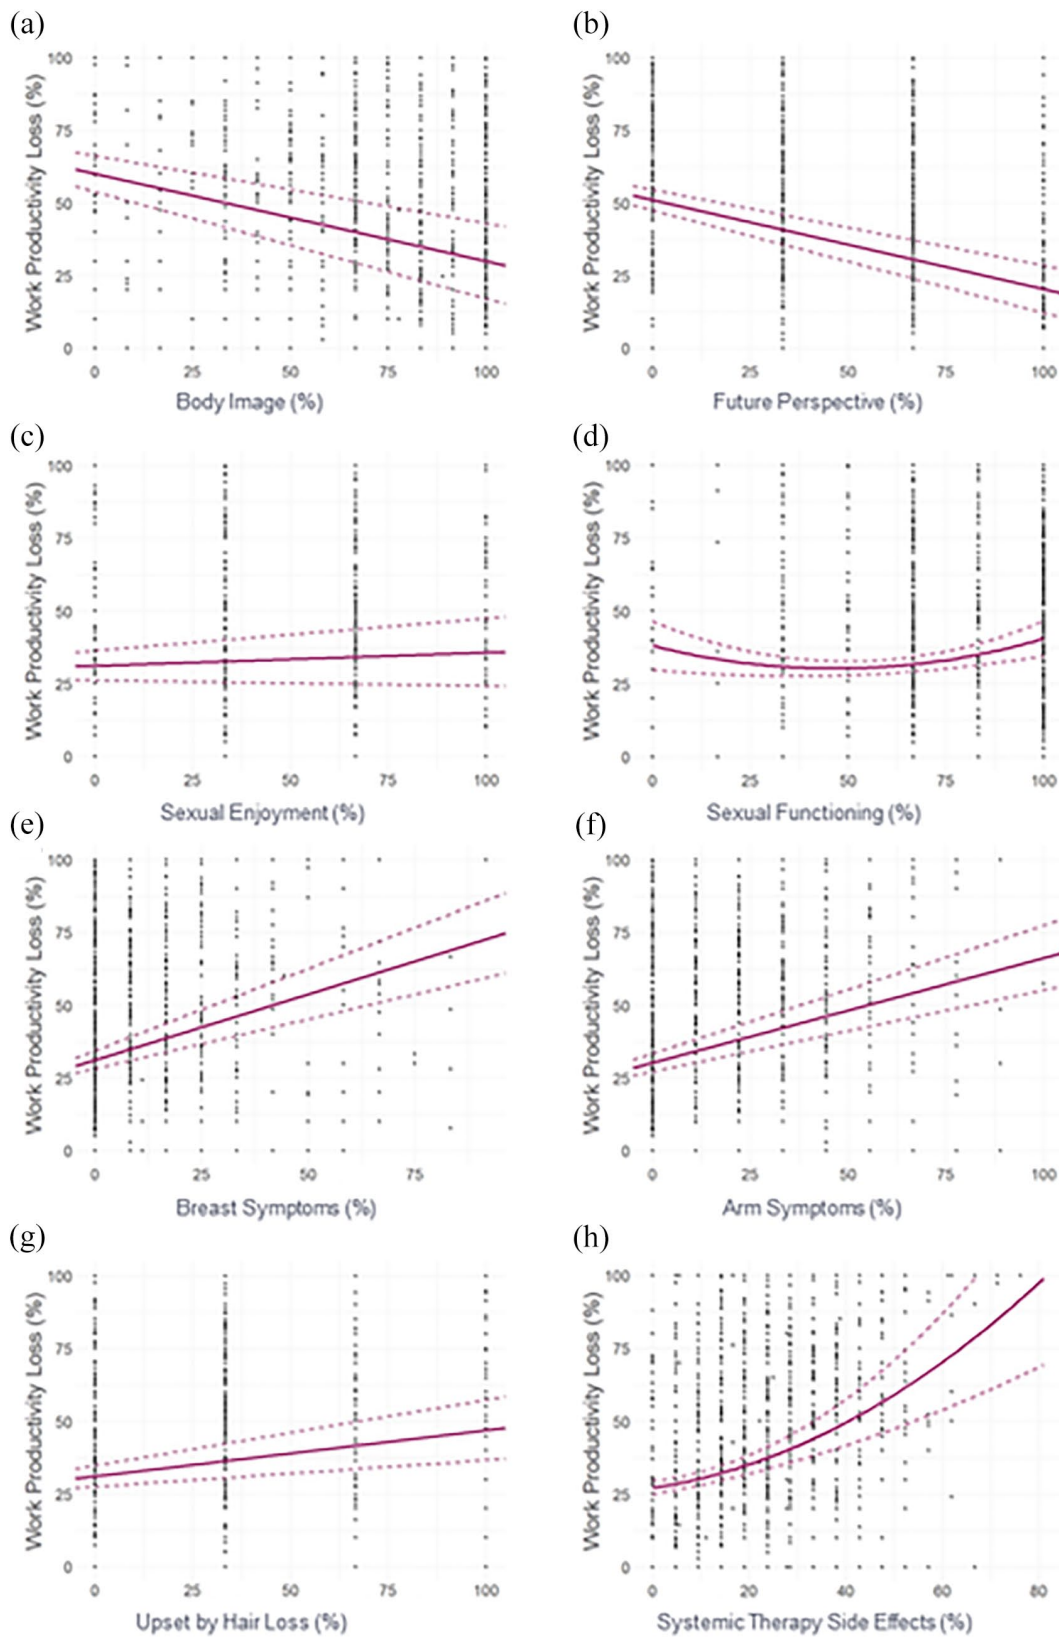 (a)
(b)
Work Productivity Loss (%)
100
75
50
25
0
0 25 50 75 100
Body Image (%)
Work Productivity Loss (%)
100
75
50
25
0
0 25 50 75 100
Future Perspective (%)
(c)
(d)
Work Productivity Loss (%)
100
75
50
25
0
0 25 50 75 100
Sexual Enjoyment (%)
Work Productivity Loss (%)
100
75
50
25
0
0 25 50 75 100
Sexual Functioning (%)
(e)
(f)
Work Productivity Loss (%)
100
75
50
25
0
0 25 50 75
Breast Symptoms (%)
Work Productivity Loss (%)
100
75
50
25
0
0 25 50 75 100
Arm Symptoms (%)
(g)
(h)
Work Productivity Loss (%)
100
75
50
25
0
0 25 50 75 100
Upset by Hair Loss (%)
Work Productivity Loss (%)
100
75
50
25
0
0 20 40 60 80
Systemic Therapy Side Effects (%)